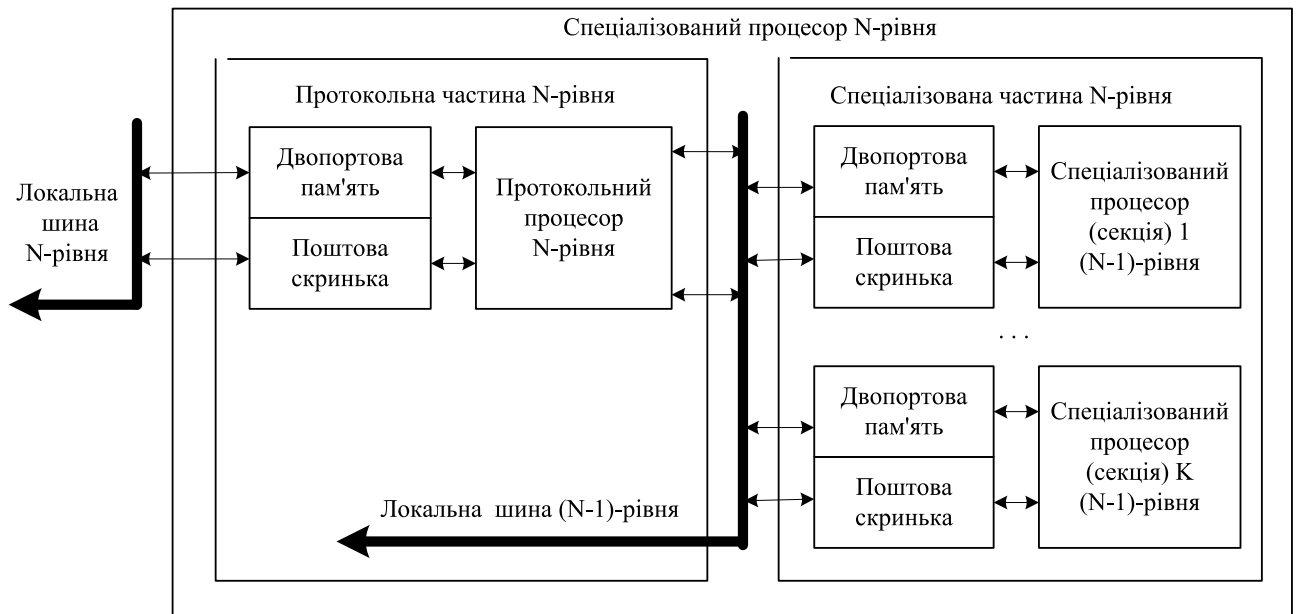 Спеціалізований процесор N-рівня
Протокольна частина N-рівня
Спеціалізована частина N-рівня
Локальна
шина
N-рівня
Двопортова
пам'ять
Поштова
скринька
Протокольний
процесор
N-рівня
Двопортова
пам'ять
Поштова
скринька
Спеціалізований
процесор
(секція) 1
(N-1)-рівня
. . .
Двопортова
пам'ять
Поштова
скринька
Спеціалізований
процесор
(секція) K
(N-1)-рівня
Локальна шина (N-1)-рівня